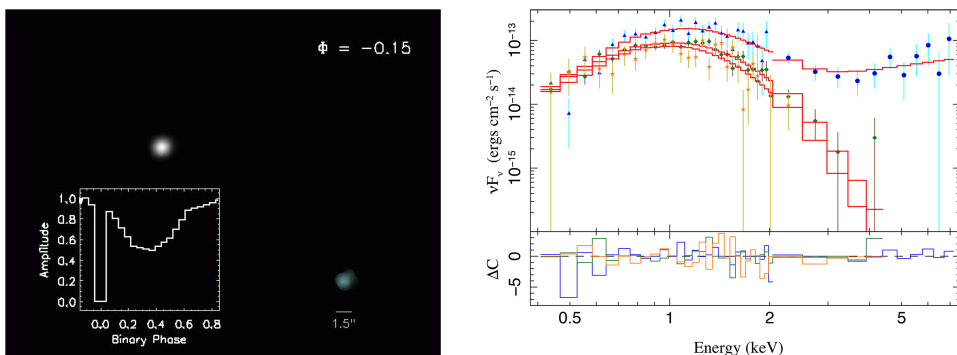 Φ = −0.15
1.0
0.8
0.6
0.4
0.2
0.0
Amplitude
0.0 0.2 0.4 0.6 0.8
Binary Phase
1.5"
νFν (ergs cm⁻² s⁻¹)
10⁻¹³
10⁻¹⁴
10⁻¹⁵
ΔC
0
−5
0.5 1 2 5
Energy (keV)